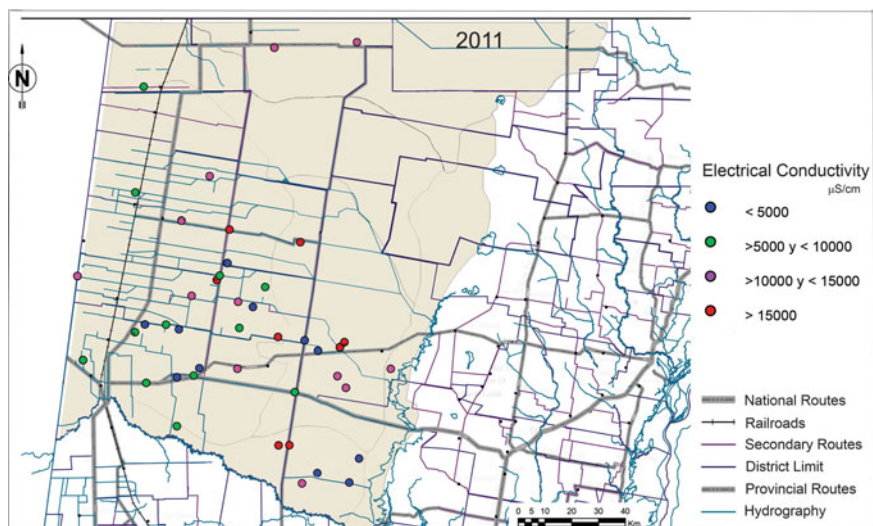 2011
N
Electrical Conductivity
µS/cm
< 5000
>5000 y < 10000
>10000 y < 15000
> 15000
National Routes
Railroads
Secondary Routes
District Limit
Provincial Routes
Hydrography
0 5 10 20 30 40
Km